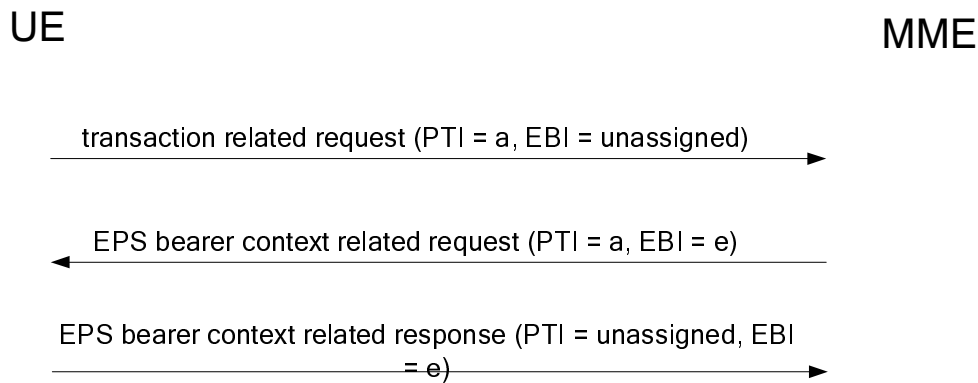 UE
MME
transaction related request (PTI = a, EBI = unassigned)
EPS bearer context related request (PTI = a, EBI = e)
EPS bearer context related response (PTI = unassigned, EBI
= e)